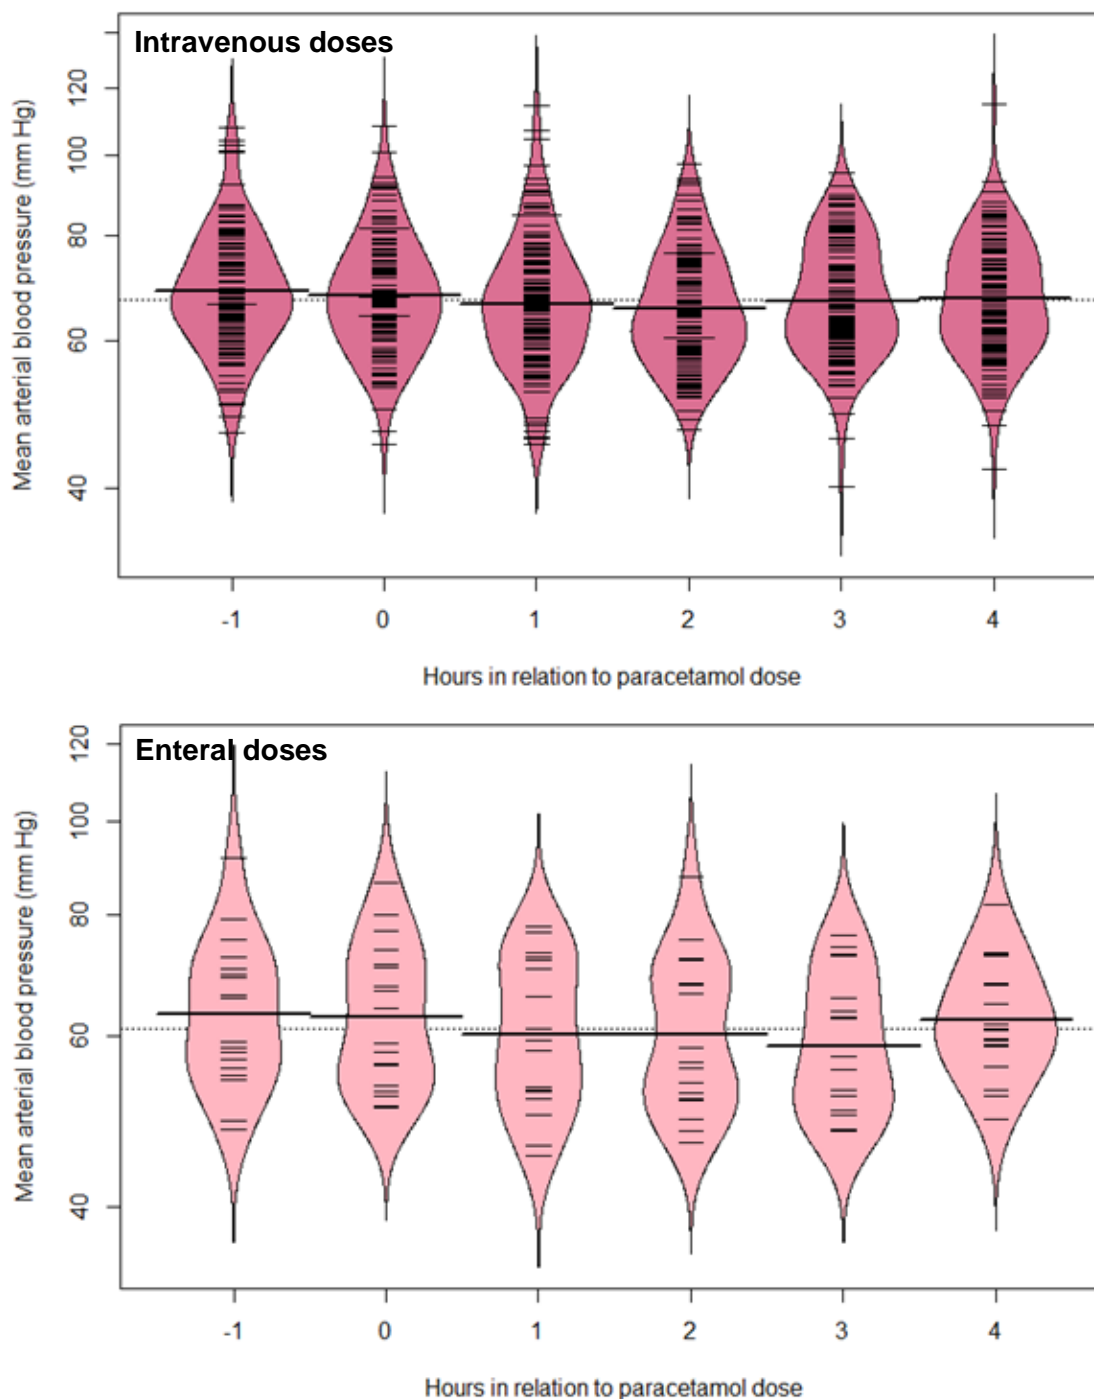 Intravenous doses
Mean arterial blood pressure (mm Hg)
120
100
80
60
40
-1 0 1 2 3 4
Hours in relation to paracetamol dose
Enteral doses
Mean arterial blood pressure (mm Hg)
120
100
80
60
40
-1 0 1 2 3 4
Hours in relation to paracetamol dose